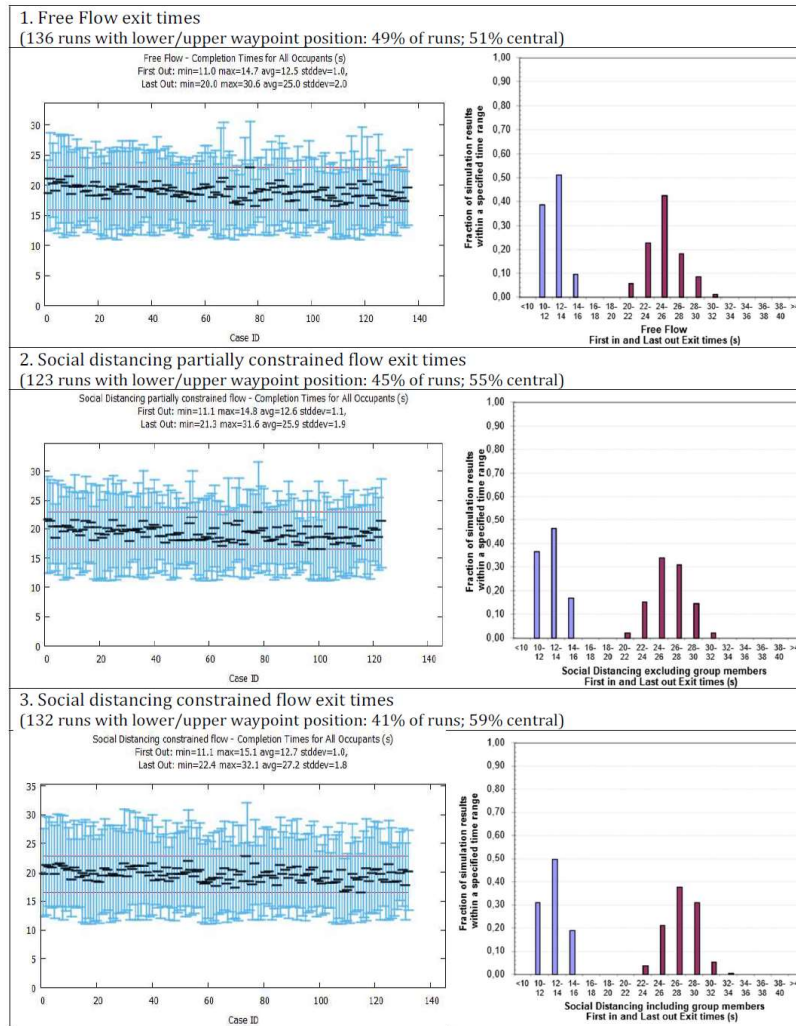 1. Free Flow exit times
(136 runs with lower/upper waypoint position: 49% of runs; 51% central)
Free Flow - Completion Times for All Occupants (s)
First Out: min=11.0 max=14.7 avg=12.5 stddev=1.0,
Last Out: min=20.0 max=30.6 avg=25.0 stddev=2.0
30
25
20
15
10
5
0
0 20 40 60 80 100 120 140
Case ID
Fraction of simulation results
within a specified time range
1,00
0,90
0,80
0,70
0,60
0,50
0,40
0,30
0,20
0,10
0,00
<10 10- 12- 14- 16- 18- 20- 22- 24- 26- 28- 30- 32- 34- 36- 38- >4
12 14 16 18 20 22 24 26 28 30 32 34 36 38 40
Free Flow
First in and Last out Exit times (s)
2. Social distancing partially constrained flow exit times
(123 runs with lower/upper waypoint position: 45% of runs; 55% central)
Social Distancing partially constrained flow - Completion Times for All Occupants (s)
First Out: min=11.1 max=14.8 avg=12.6 stddev=1.1,
Last Out: min=21.3 max=31.6 avg=25.9 stddev=1.9
30
25
20
15
10
5
0
0 20 40 60 80 100 120 140
Case ID
Fraction of simulation results
within a specified time range
1,00
0,90
0,80
0,70
0,60
0,50
0,40
0,30
0,20
0,10
0,00
<10 10- 12- 14- 16- 18- 20- 22- 24- 26- 28- 30- 32- 34- 36- 38- >4
12 14 16 18 20 22 24 26 28 30 32 34 36 38 40
Social Distancing excluding group members
First in and Last out Exit times (s)
3. Social distancing constrained flow exit times
(132 runs with lower/upper waypoint position: 41% of runs; 59% central)
Social Distancing constrained flow - Completion Times for All Occupants (s)
First Out: min=11.1 max=15.1 avg=12.7 stddev=1.0,
Last Out: min=22.4 max=32.1 avg=27.2 stddev=1.8
35
30
25
20
15
10
5
0
0 20 40 60 80 100 120 140
Case ID
Fraction of simulation results
within a specified time range
1,00
0,90
0,80
0,70
0,60
0,50
0,40
0,30
0,20
0,10
0,00
<10 10- 12- 14- 16- 18- 20- 22- 24- 26- 28- 30- 32- 34- 36- 38- >4
12 14 16 18 20 22 24 26 28 30 32 34 36 38 40
Social Distancing including group members
First in and Last out Exit times (s)